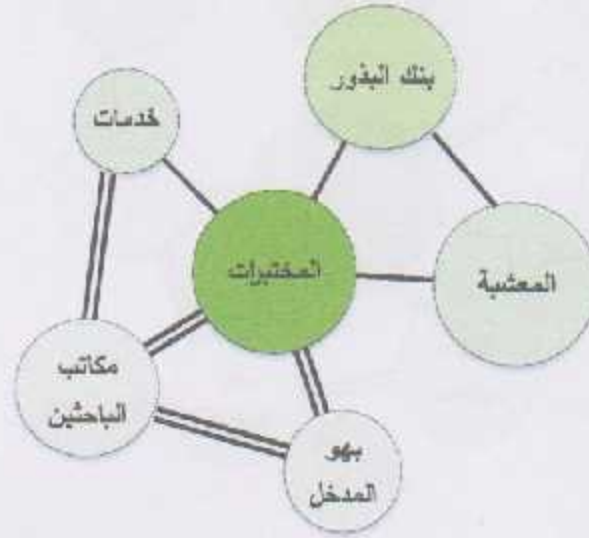 بنك البذور
خدمات
المختبرات
المعشبة
مكاتب
الباحثين
بهو
المدخل